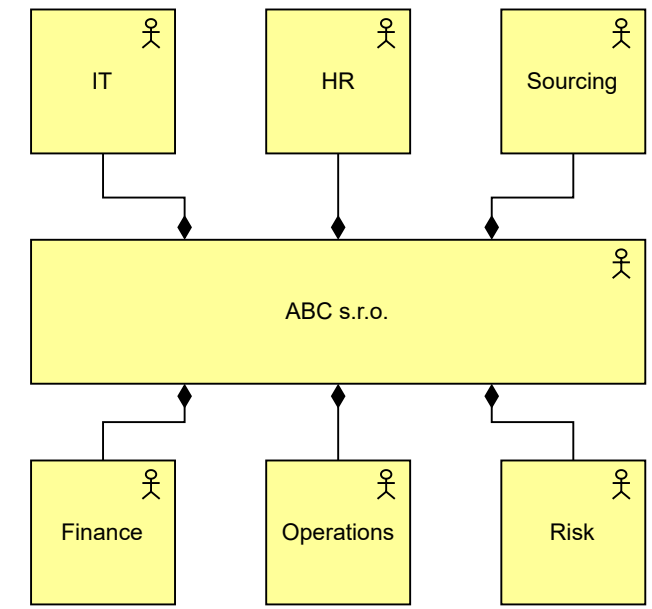 IT
HR
Sourcing
ABC s.r.o.
Finance
Operations
Risk